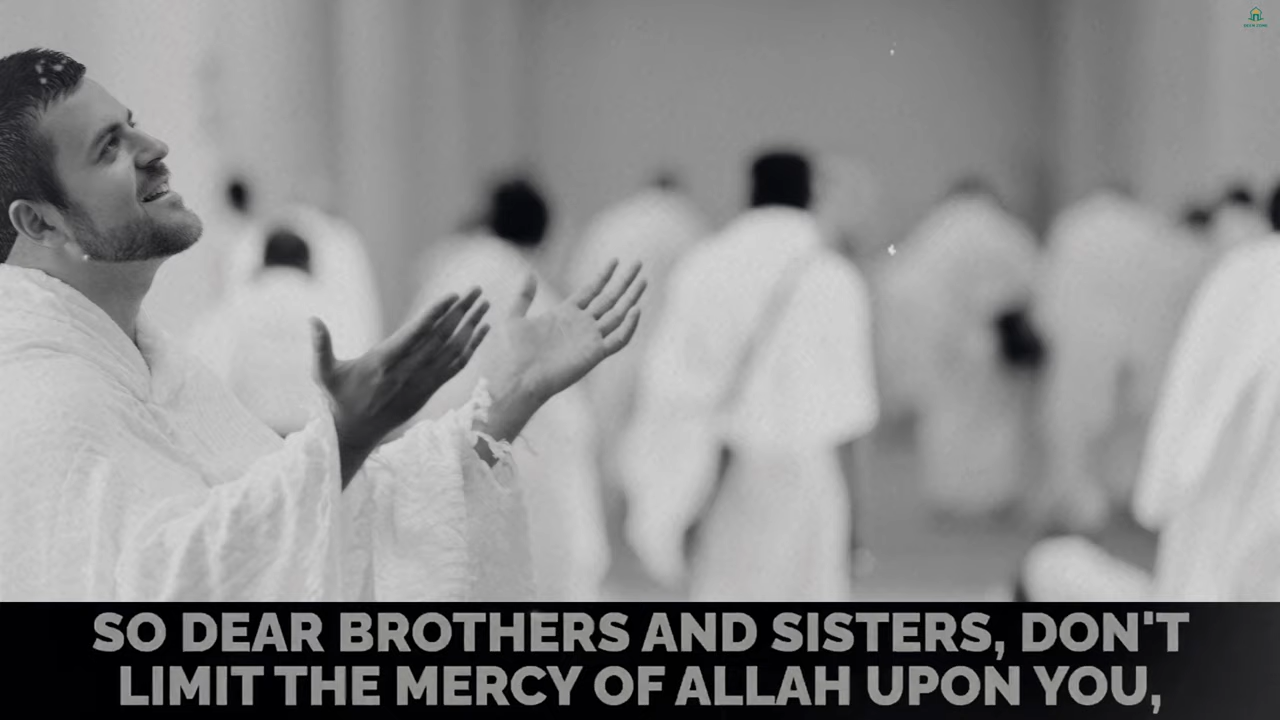 SO DEAR BROTHERS AND SISTERS, DON'T
LIMIT THE MERCY OF ALLAH UPON YOU,